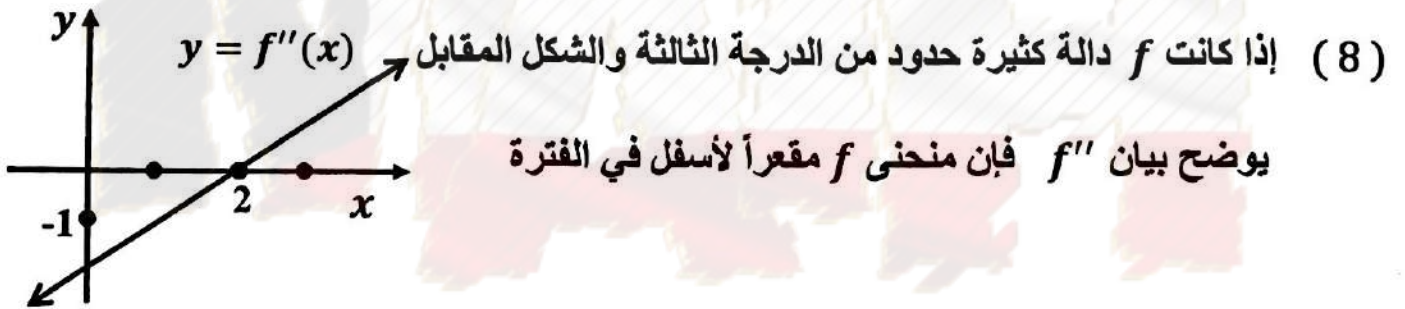 ( 8 ) إذا كانت f دالة كثيرة حدود من الدرجة الثالثة والشكل المقابل
يوضح بيان f'' فإن منحنى f مقعراً لأسفل في الفترة
y
y = f''(x)
2
x
-1